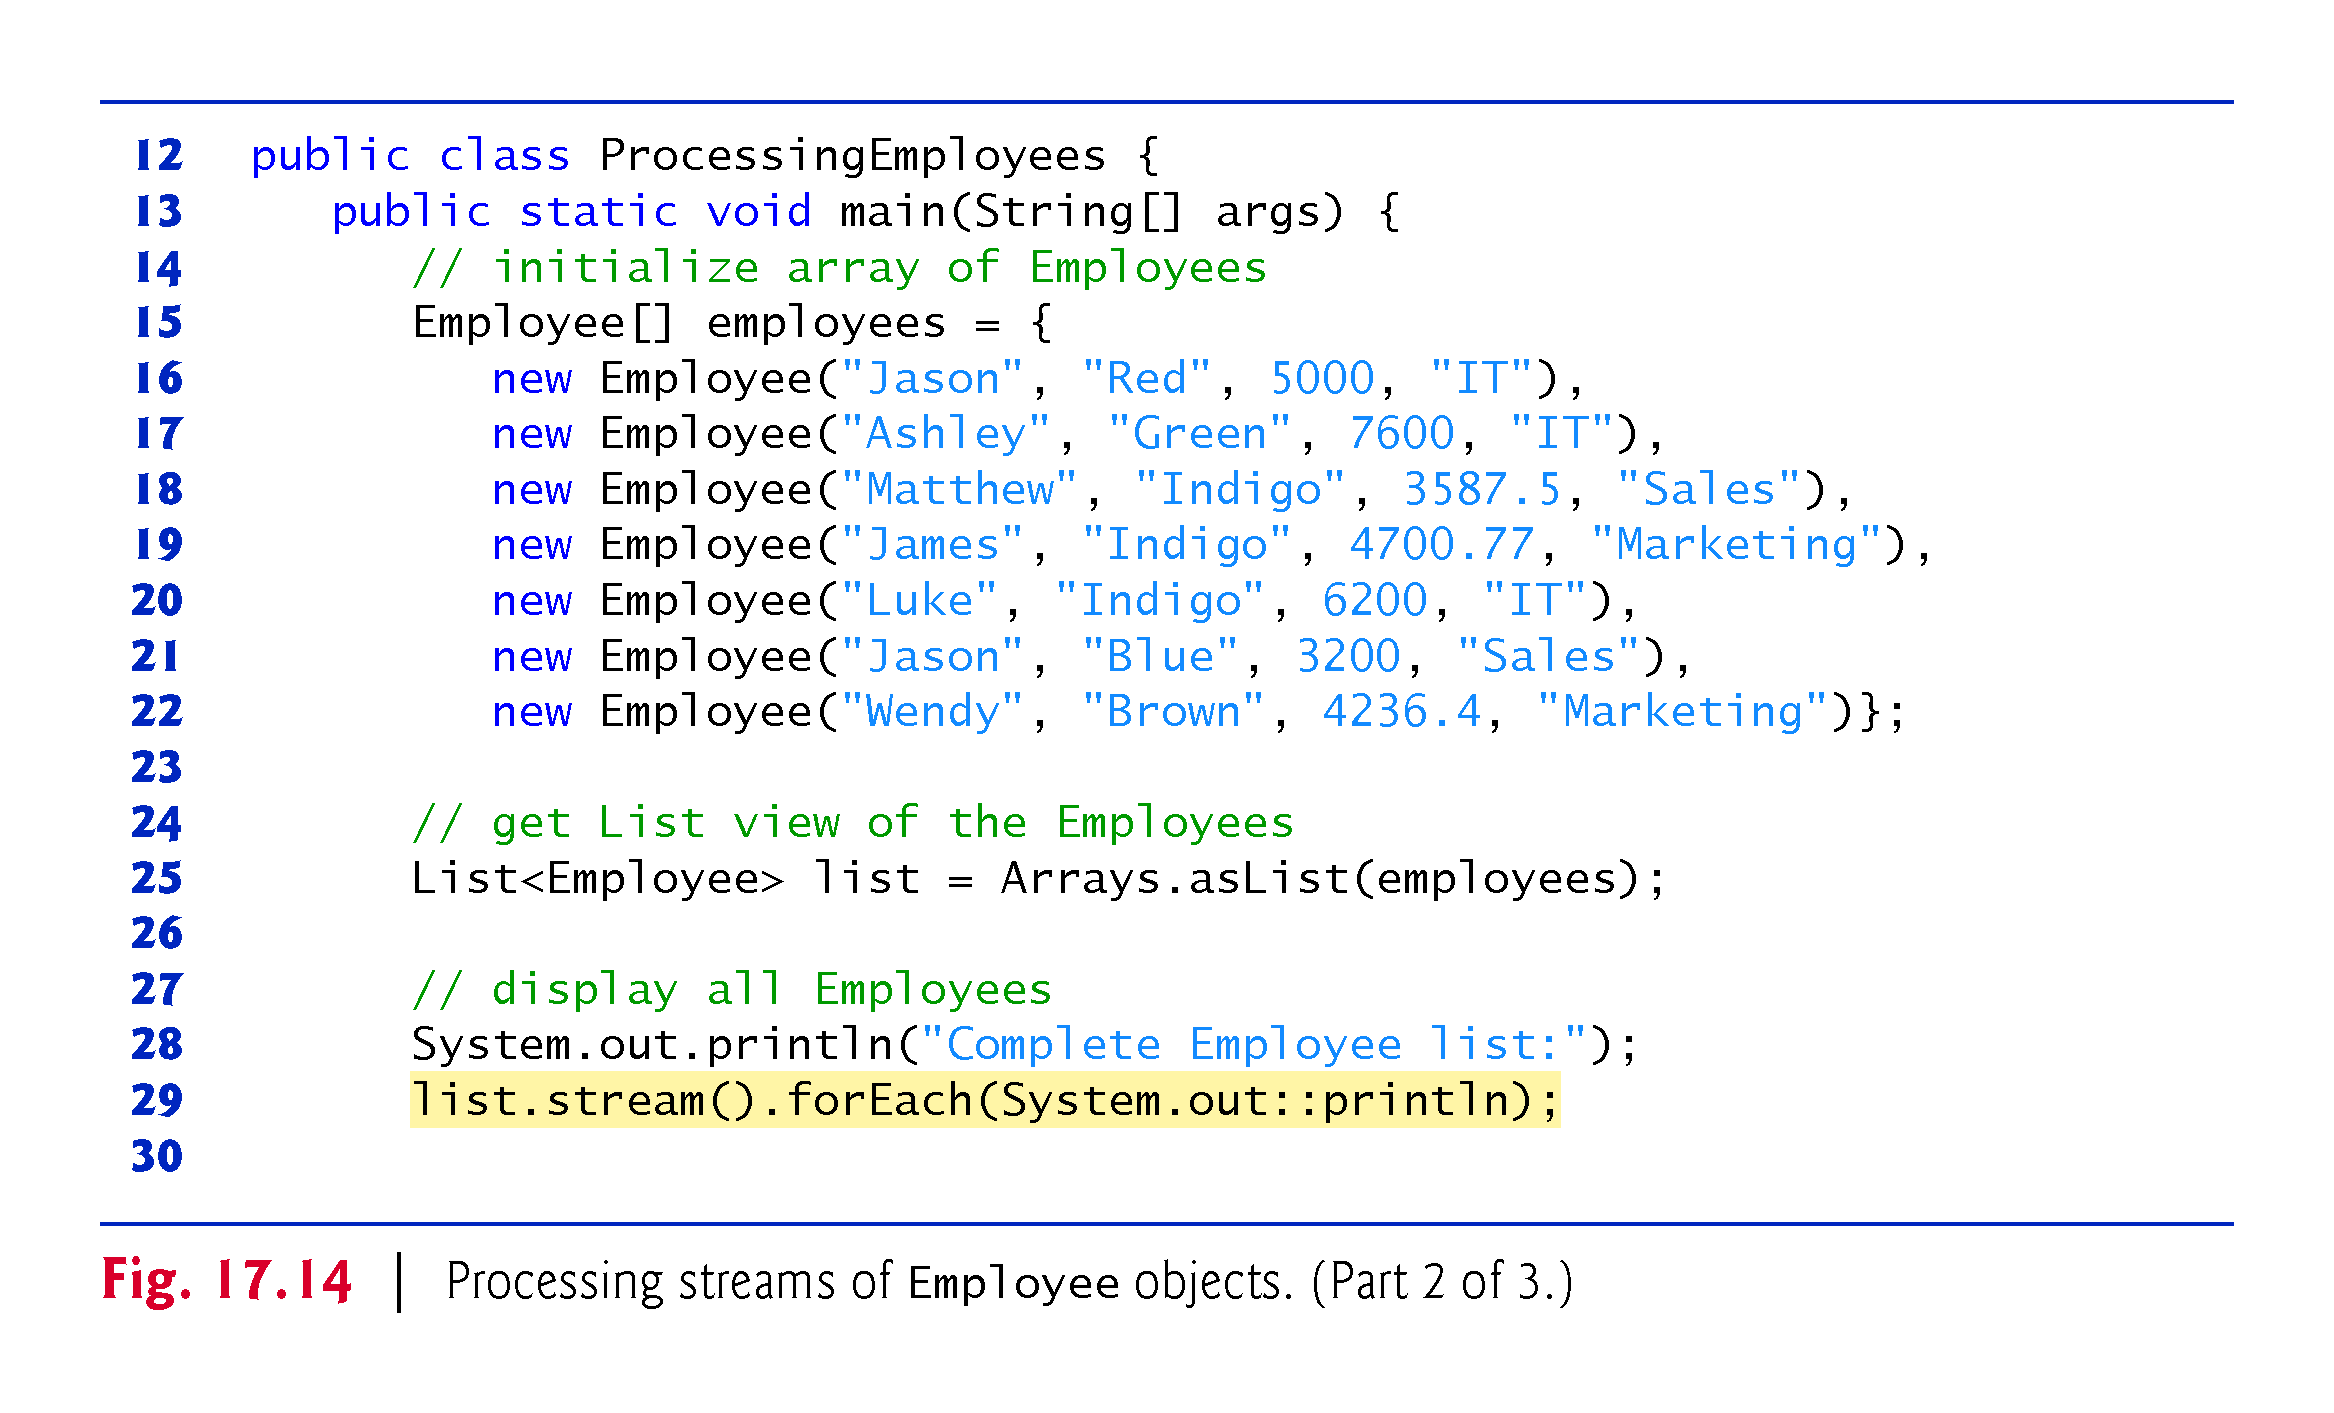 12 public class ProcessingEmployees {
13 public static void main(String[] args) {
14 // initialize array of Employees
15 Employee[] employees = {
16 new Employee("Jason", "Red", 5000, "IT"),
17 new Employee("Ashley", "Green", 7600, "IT"),
18 new Employee("Matthew", "Indigo", 3587.5, "Sales"),
19 new Employee("James", "Indigo", 4700.77, "Marketing"),
20 new Employee("Luke", "Indigo", 6200, "IT"),
21 new Employee("Jason", "Blue", 3200, "Sales"),
22 new Employee("Wendy", "Brown", 4236.4, "Marketing")};
23
24 // get List view of the Employees
25 List<Employee> list = Arrays.asList(employees);
26
27 // display all Employees
28 System.out.println("Complete Employee list:");
29 list.stream().forEach(System.out::println);
30
Fig. 17.14 | Processing streams of Employee objects. (Part 2 of 3.)